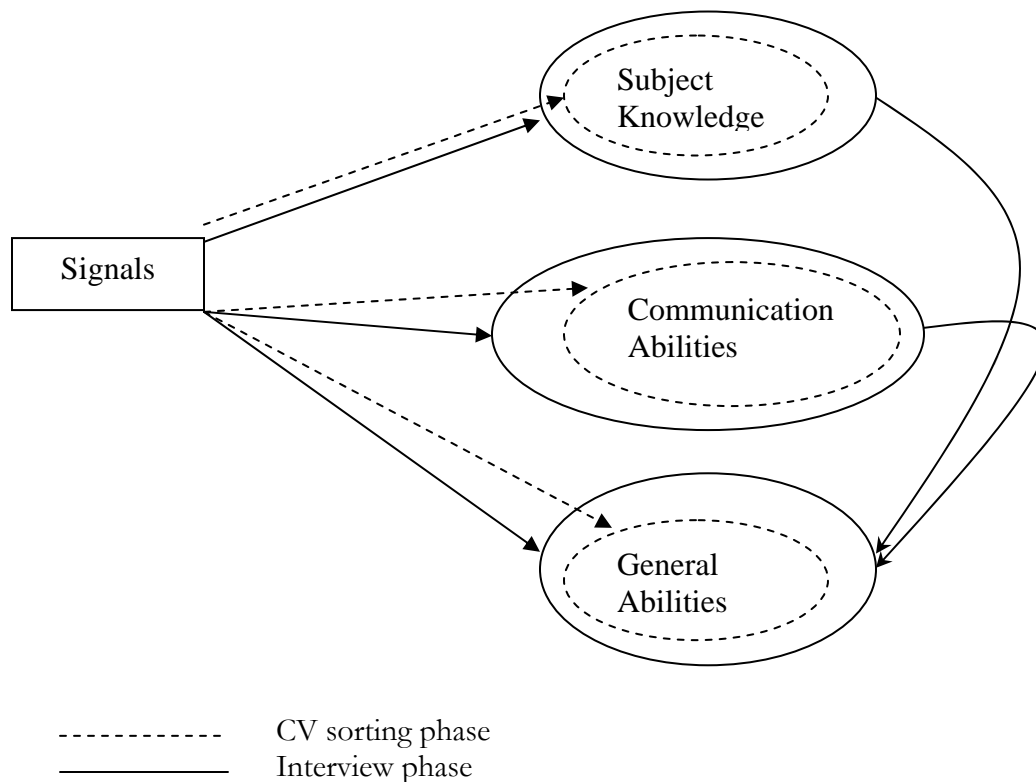 Subject
Knowledge
Signals
Communication
Abilities
General
Abilities
CV sorting phase
Interview phase